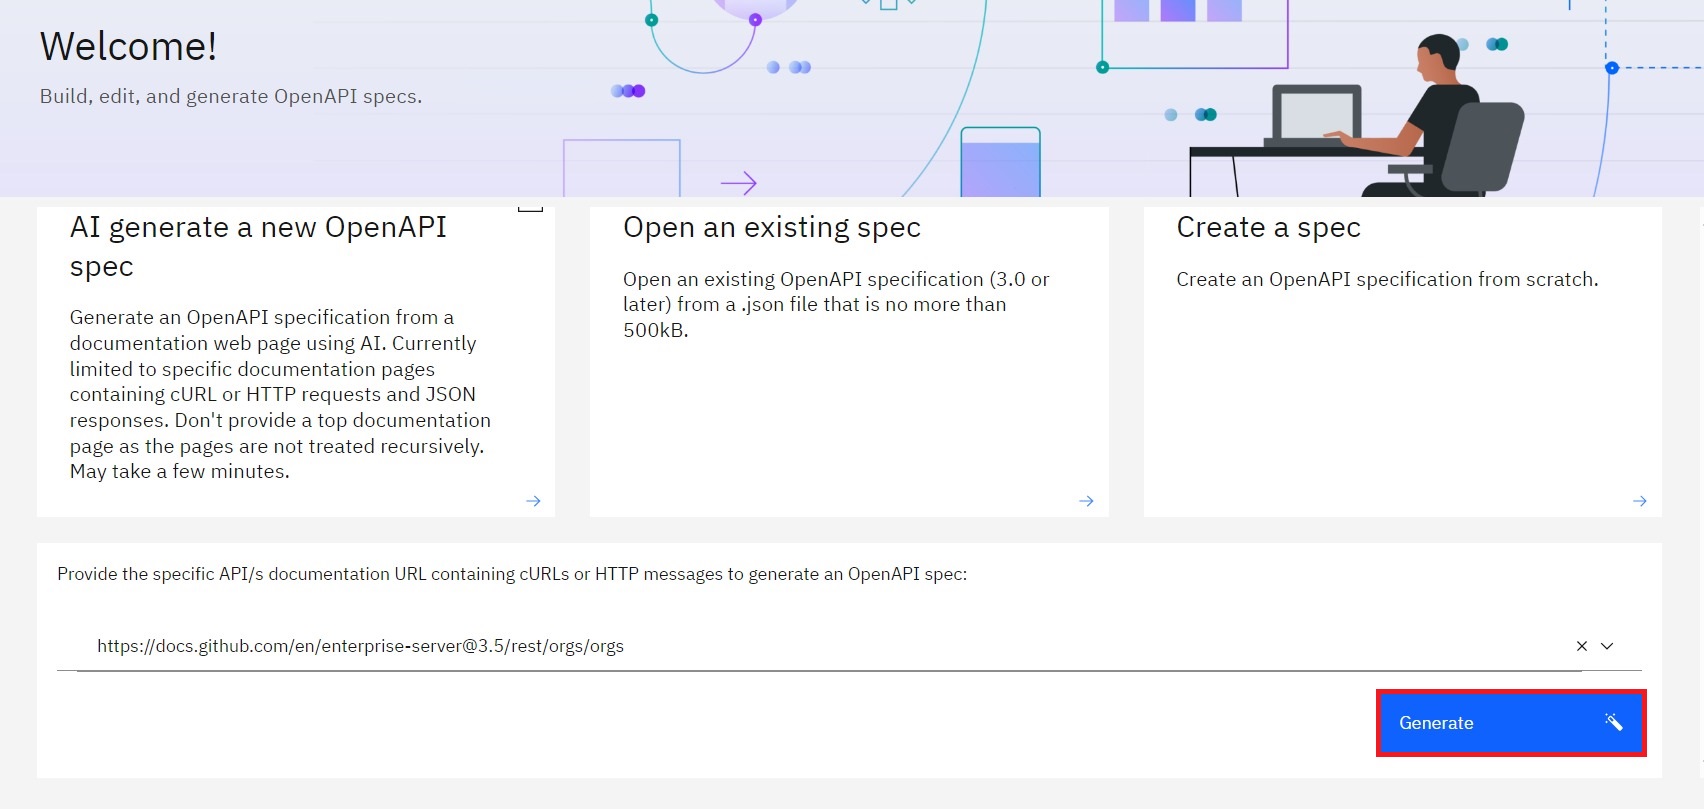 Welcome!
Build, edit, and generate OpenAPI specs.
AI generate a new OpenAPI
spec
Generate an OpenAPI specification from a
documentation web page using AI. Currently
limited to specific documentation pages
containing cURL or HTTP requests and JSON
responses. Don't provide a top documentation
page as the pages are not treated recursively.
May take a few minutes.
Open an existing spec
Open an existing OpenAPI specification (3.0 or
later) from a .json file that is no more than
500kB.
Create a spec
Create an OpenAPI specification from scratch.
Provide the specific API/s documentation URL containing cURLs or HTTP messages to generate an OpenAPI spec:
https://docs.github.com/en/enterprise-server@3.5/rest/orgs/orgs
Generate